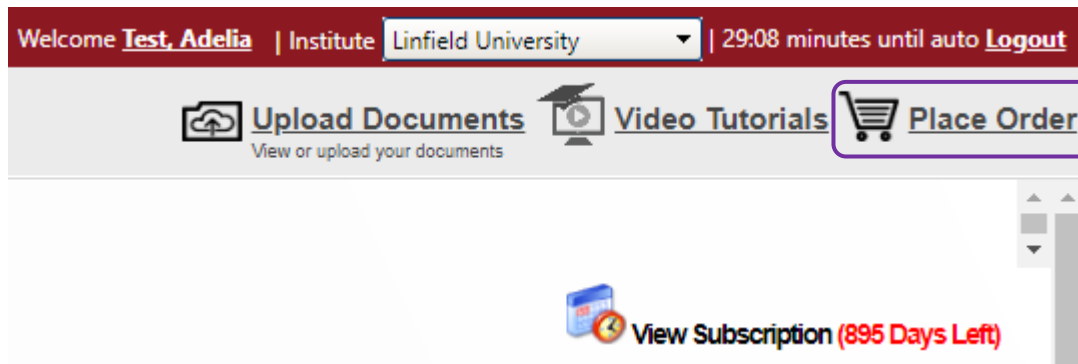 Welcome Test, Adelia | Institute Linfield University | 29:08 minutes until auto Logout
Upload Documents Video Tutorials Place Order
View or upload your documents
View Subscription (895 Days Left)